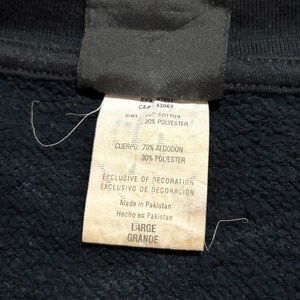 CA# 43063
30% POLYESTER
CUERPO: 70% ALGODON
30% POLIESTER
EXCLUSIVE OF DECORATION
EXCLUSIVO DE DECORACION
Made in Pakistan
Hecho en Pakistan
LARGE
GRANDE